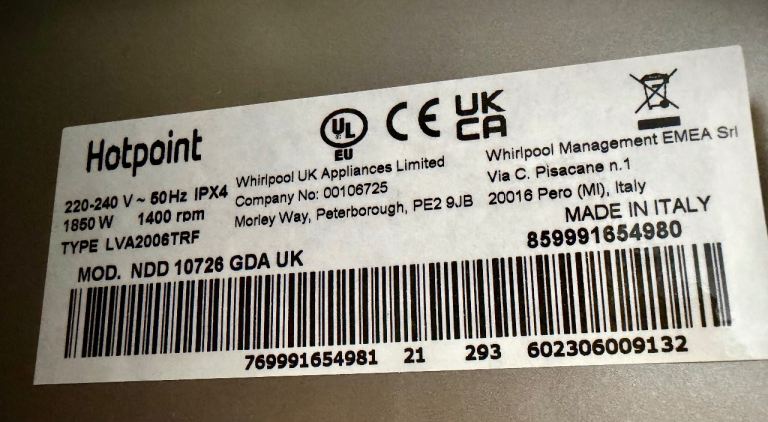 Hotpoint
UL
EU
CE
UK
CA
220-240 V ~ 50Hz IPX4
1850 W 1400 rpm
TYPE LVA2006TRF
Whirlpool UK Appliances Limited
Company No: 00106725
Morley Way, Peterborough, PE2 9JB
Whirlpool Management EMEA Srl
Via C. Pisacane n.1
20016 Pero (MI), Italy
MADE IN ITALY
859991654980
MOD. NDD 10726 GDA UK
769991654981 21 293 602306009132